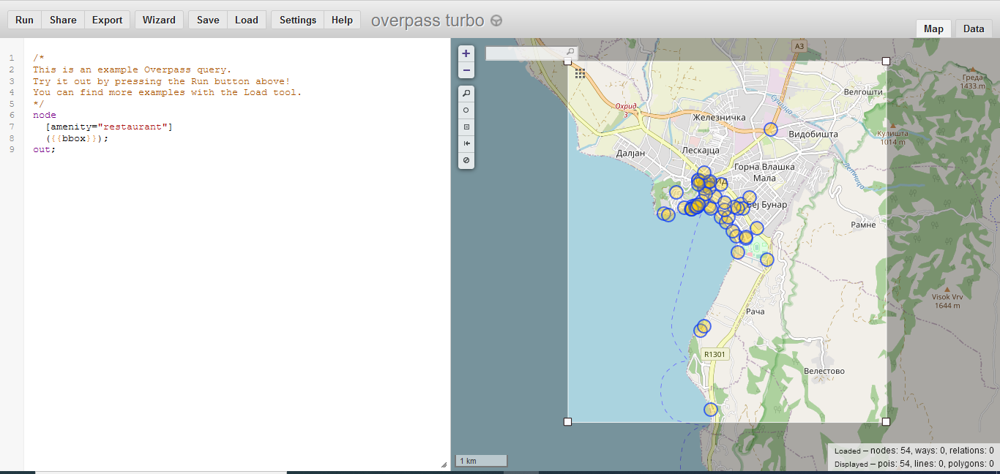 Run Share Export Wizard Save Load Settings Help overpass turbo
Map Data
1 /*
2 This is an example Overpass query.
3 Try it out by pressing the Run button above!
4 You can find more examples with the Load tool.
5 */
6 node
7 [amenity="restaurant"]
8 ({{bbox}});
9 out;
+
−
A3
Греда
1433 m
Велгошти
Сушица
Охрид
3
Железничка
Видобишта
Кулишта
1014 m
Далјан
Лескајца
Летница
Горна Влашка
Мала
Беј Бунар
Рамне
Visok Vrv
1644 m
Рача
R1301
Велестово
1 km
Loaded – nodes: 54, ways: 0, relations: 0
Displayed – pois: 54, lines: 0, polygons: 0